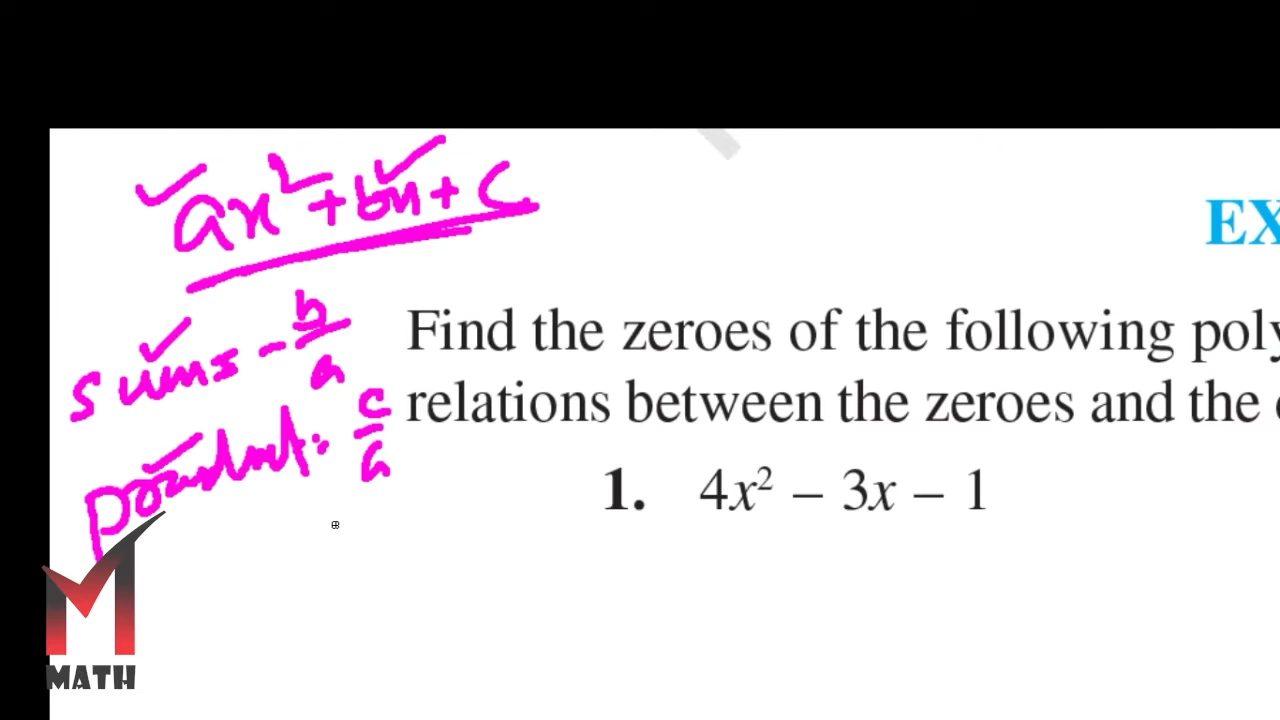 ax² + bx + c
EX
sum = - b/a
Find the zeroes of the following poly
product = c/a
relations between the zeroes and the
1. 4x² – 3x – 1
MATH